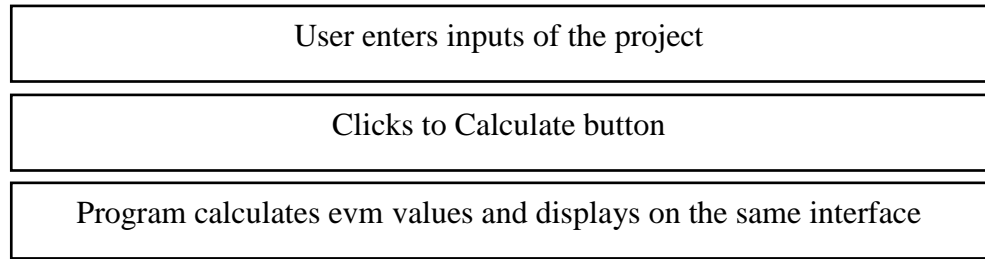 User enters inputs of the project
Clicks to Calculate button
Program calculates evm values and displays on the same interface